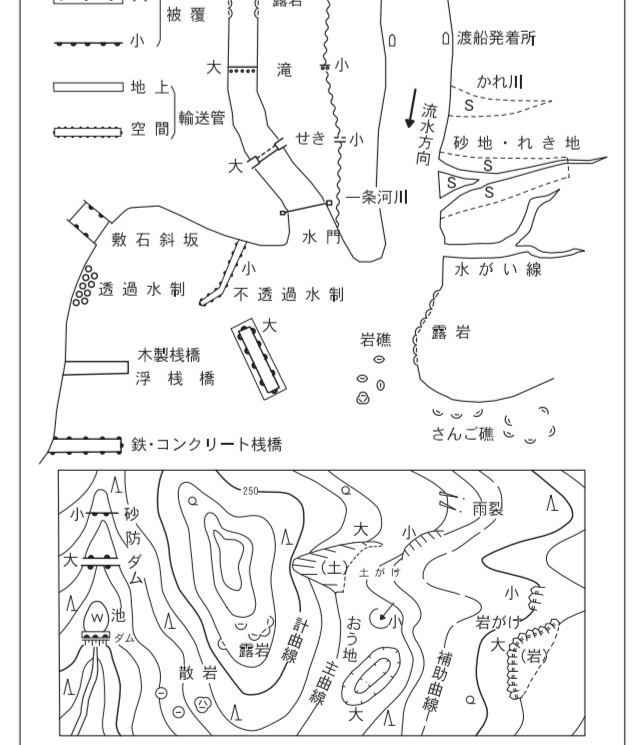 大
露岩
被覆
小
渡船発着所
大
滝
小
かれ川
S
地上
輸送管
空間
流水方向
せき
小
砂地・れき地
大
S
S
S
一条河川
敷石斜坂
水門
小
水がい線
透過水制
不透過水制
大
岩礁
露岩
木製桟橋
浮桟橋
さんご礁
鉄・コンクリート桟橋
250
小
砂防ダム
大
雨裂
大
小
(土)
土がけ
小
W
池
ダム
計曲線
おう地
小
岩がけ
大
(岩)
露岩
主曲線
補助曲線
散岩
大